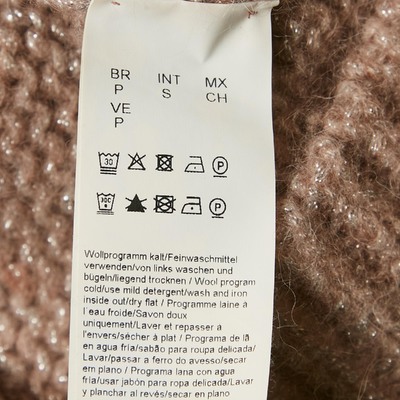 BR INT MX
P S CH
VE
P
30 P
30C P
Wollprogramm kalt/Feinwaschmittel
verwenden/von links waschen und
bügeln/liegend trocknen / Wool program
cold/use mild detergent/wash and iron
inside out/dry flat / Programme laine à
l´eau froide/Savon doux
uniquement/Laver et repasser à
l'envers/sécher à plat / Programa de lã
em agua fria/sabão para roupa delicada/
Lavar/passar a ferro do avesso/secar
em plano / Programa lana con agua
fría/usar jabón para ropa delicada/Lavar
y planchar al revés/secar en plano